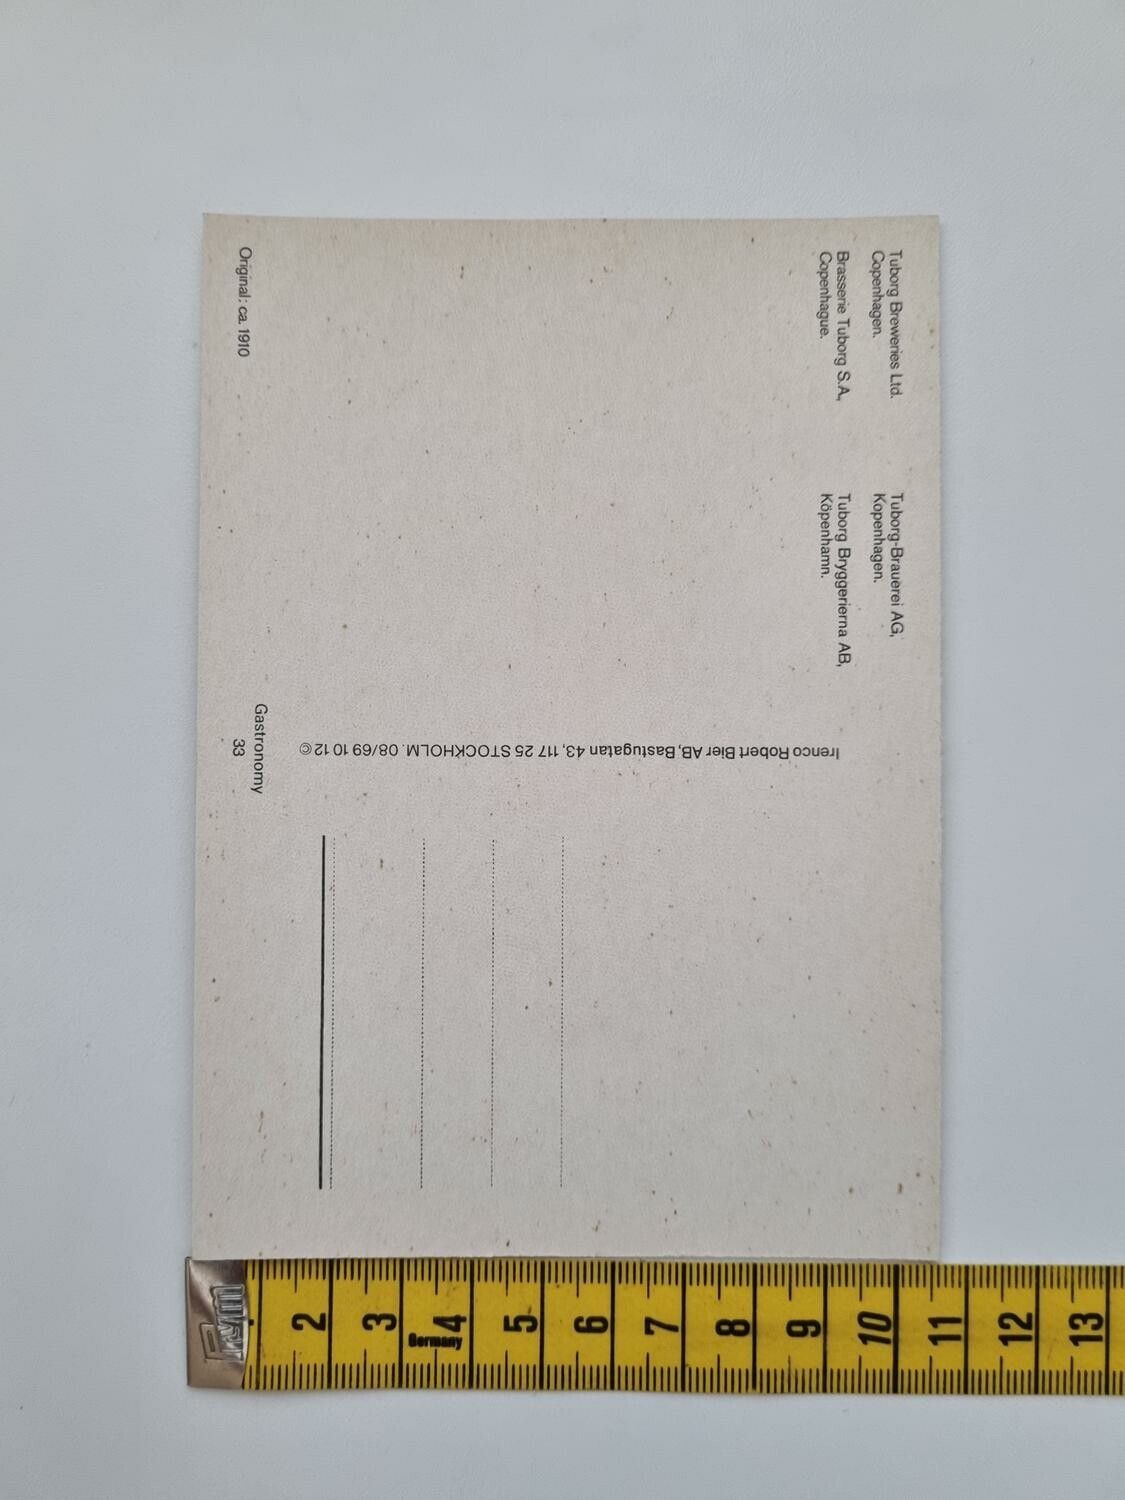 Tuborg Breweries Ltd.
Copenhagen.
Brasserie Tuborg S.A.,
Copenhague.
Tuborg-Brauerei AG,
Kopenhagen.
Tuborg Bryggerierna AB,
Köpenhamn.
Irenco Robert Bier AB, Bastugatan 43, 117 25 STOCKHOLM. 08/69 10 12 ©
Original: ca. 1910
Gastronomy
33
Prym
2 3 4 5 6 7 8 9 10 11 12 13
Germany